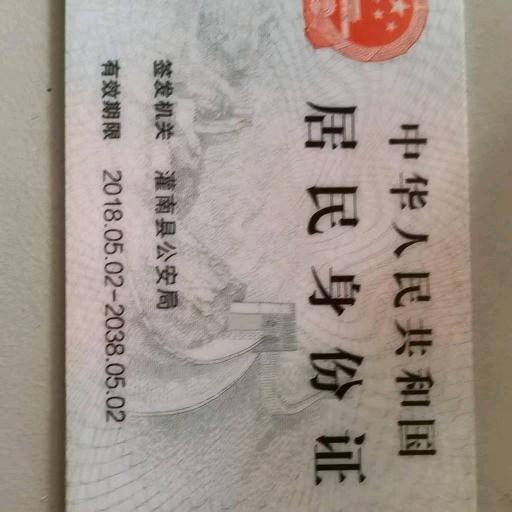 中华人民共和国
居民身份证
签发机关 灌南县公安局
有效期限 2018.05.02-2038.05.02